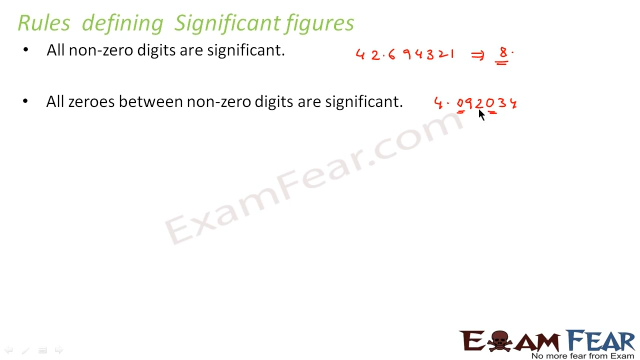 Rules defining Significant figures
• All non-zero digits are significant. 42.694321 ⇒ 8.
• All zeroes between non-zero digits are significant. 4.092034
ExamFear.com
EXAM FEAR
No more fear from Exam